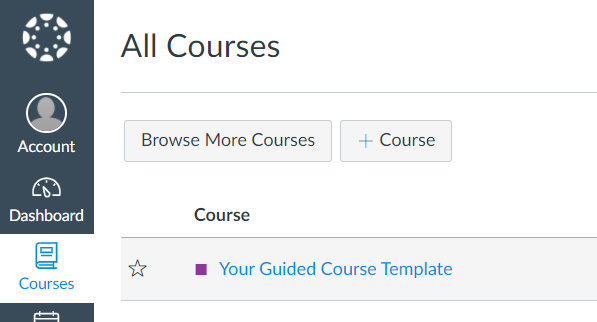 All Courses
Account
Browse More Courses
+ Course
Dashboard
Course
Courses
Your Guided Course Template